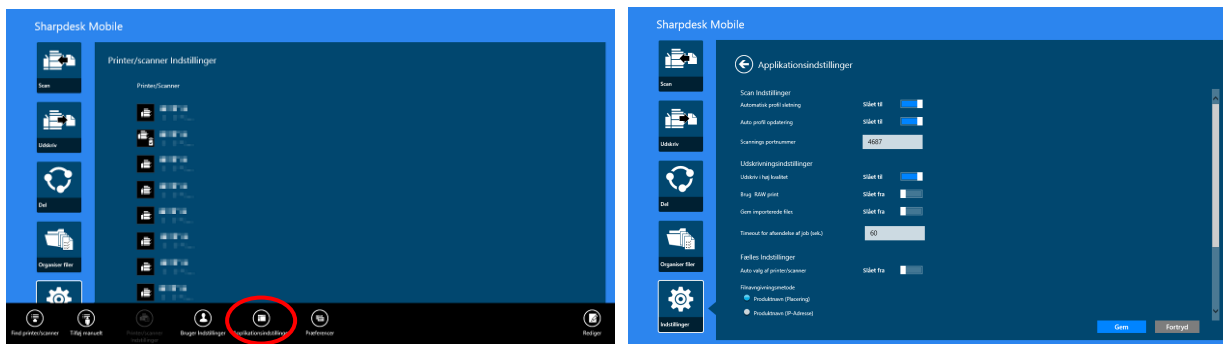 Sharpdesk Mobile
Scan
Udskriv
Del
Organiser filer
Printer/scanner Indstillinger
Printer/Scanner
Find printer/scanner
Tilføj manuelt
Printer/scanner
Indstillinger
Bruger Indstillinger
Applikationsindstillinger
Præferencer
Rediger
Sharpdesk Mobile
Scan
Udskriv
Del
Organiser filer
Indstillinger
Applikationsindstillinger
Scan Indstillinger
Automatisk profil sletning Slået til
Auto profil opdatering Slået til
Scannings portnummer 4687
Udskrivningsindstillinger
Udskriv i høj kvalitet Slået til
Brug RAW print Slået fra
Gem importerede files Slået fra
Timeout for afsendelse af job (sek.) 60
Fælles Indstillinger
Auto valg af printer/scanner Slået fra
Filnavngivningsmetode
Produktnavn (Placering)
Produktnavn (IP-Adresse)
Gem Fortryd